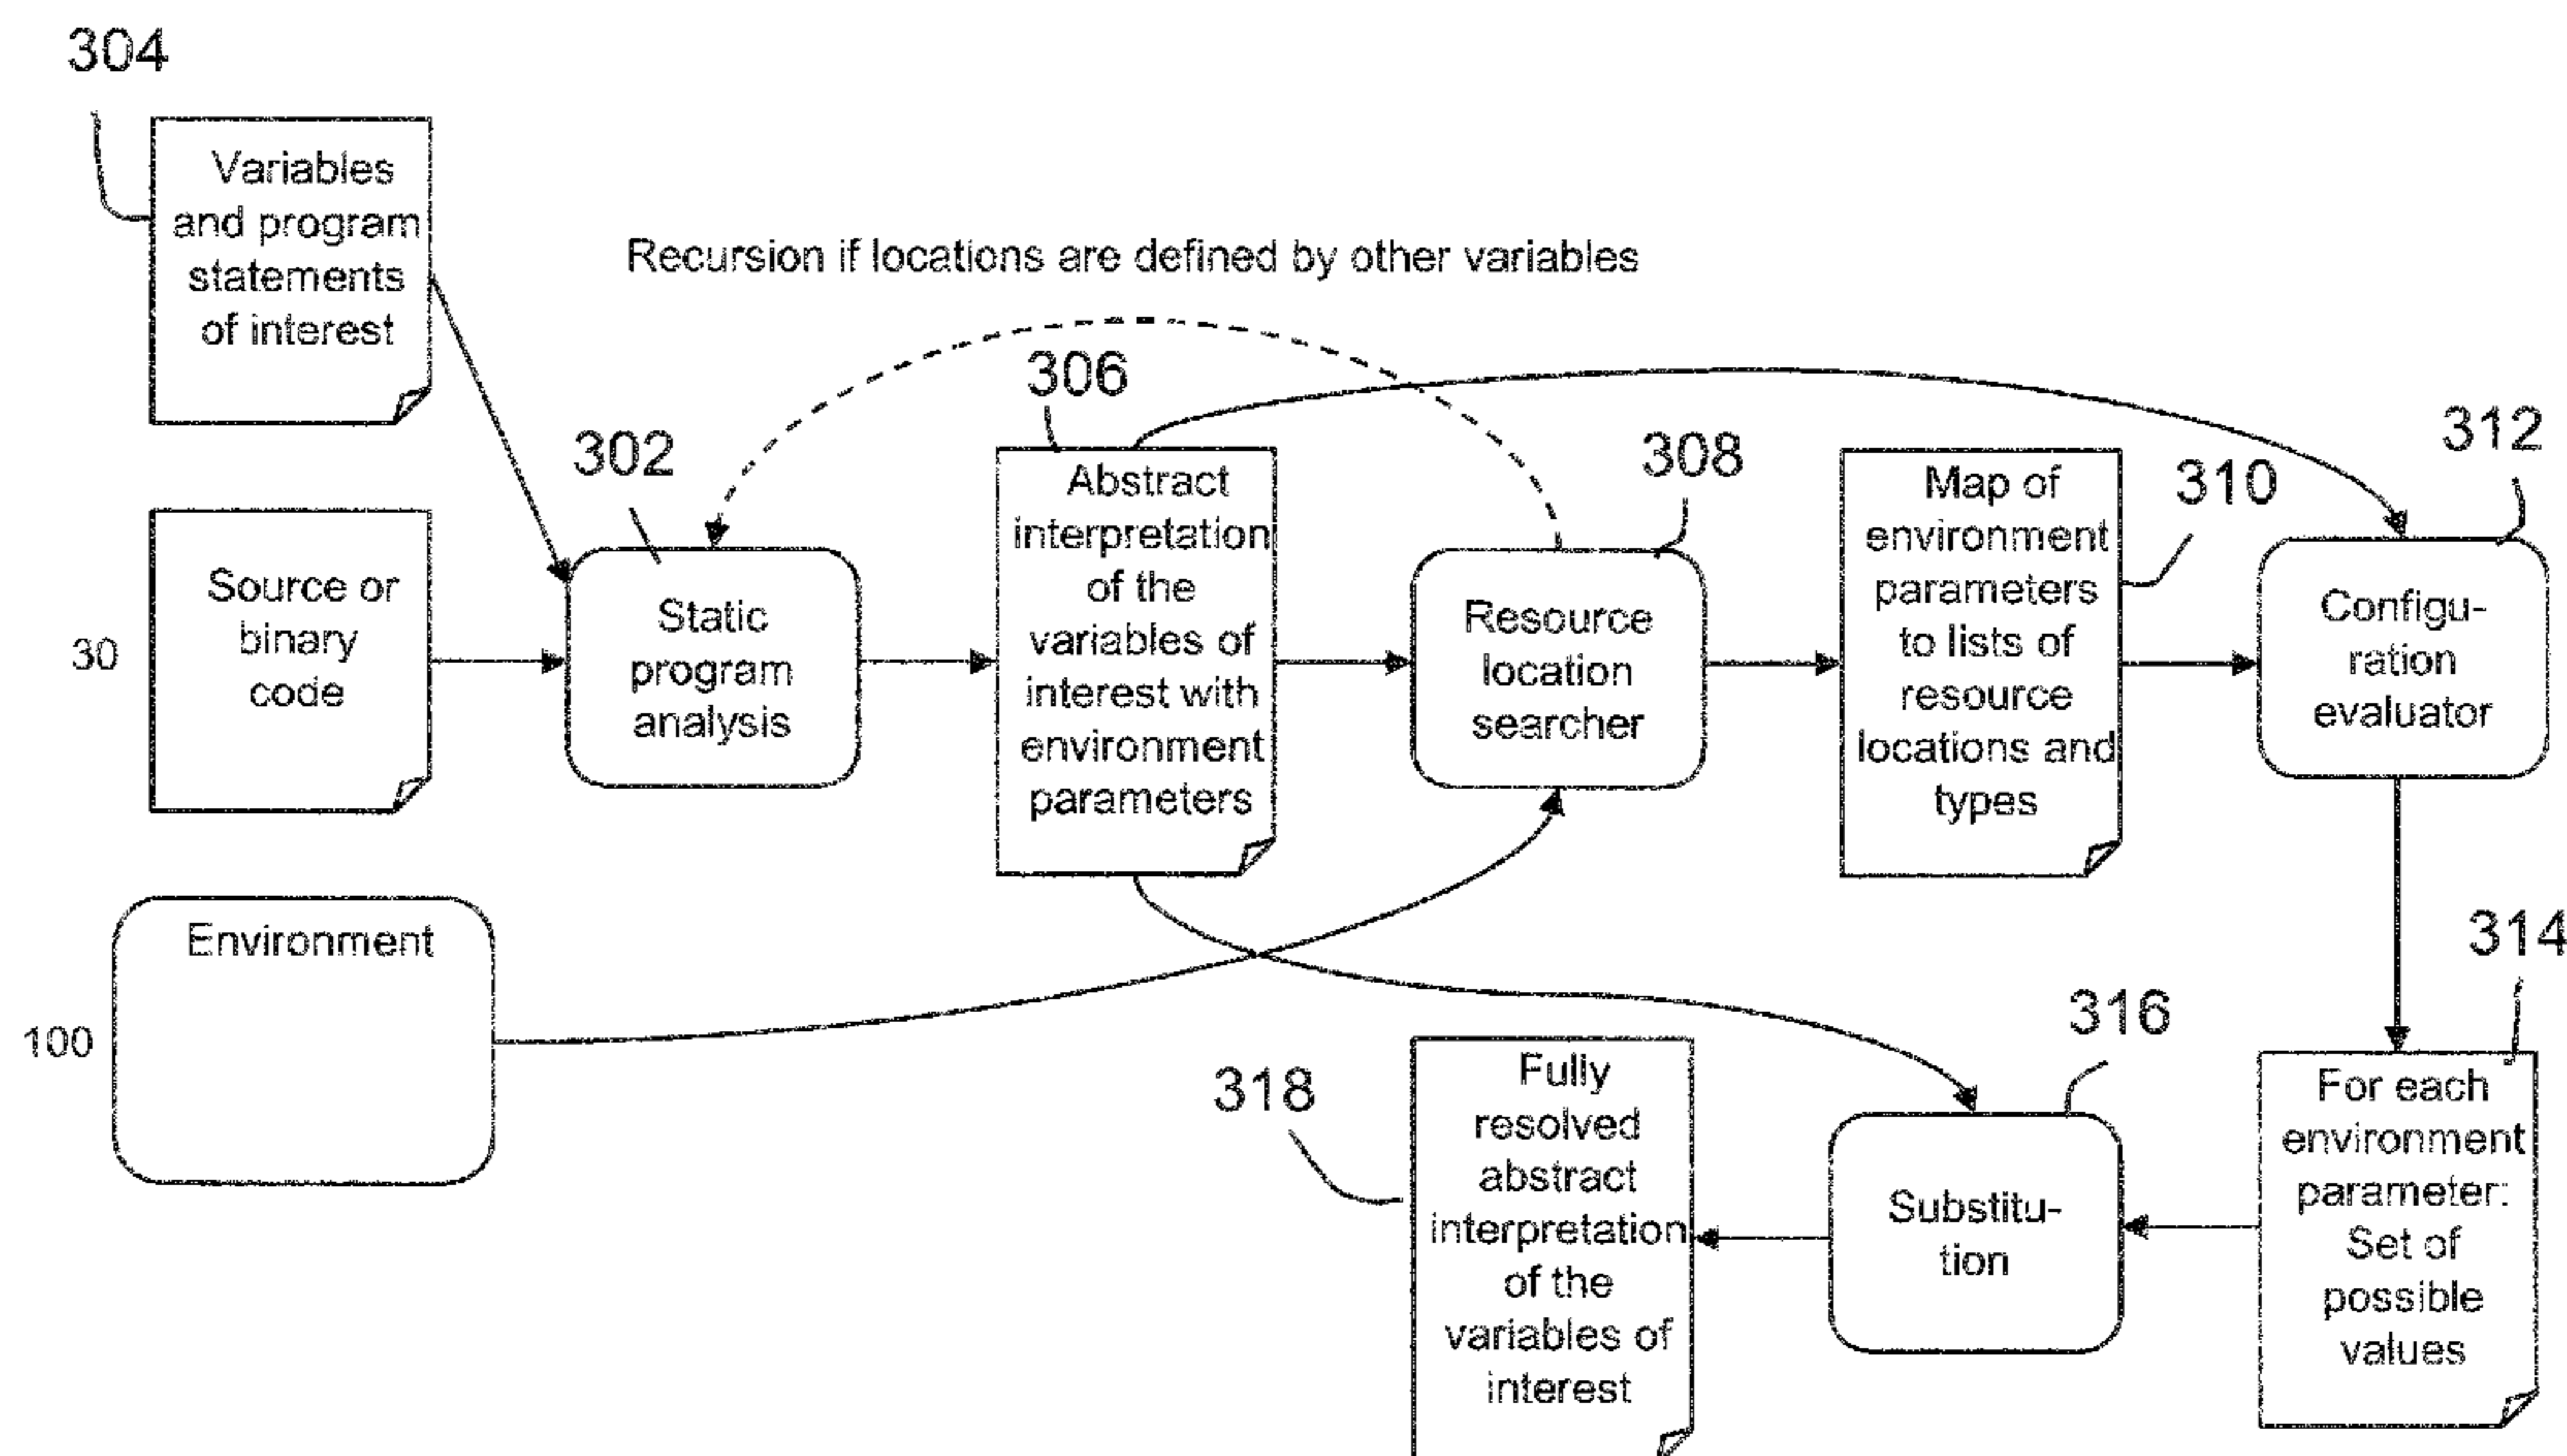 304
Variables
and program
statements
of interest
Recursion if locations are defined by other variables
30
Source or
binary
code
302
Static
program
analysis
306
Abstract
interpretation
of the
variables of
interest with
environment
parameters
308
Resource
location
searcher
310
Map of
environment
parameters
to lists of
resource
locations and
types
312
Configu-
ration
evaluator
100
Environment
314
For each
environment
parameter:
Set of
possible
values
316
Substitu-
tion
318
Fully
resolved
abstract
interpretation
of the
variables of
interest